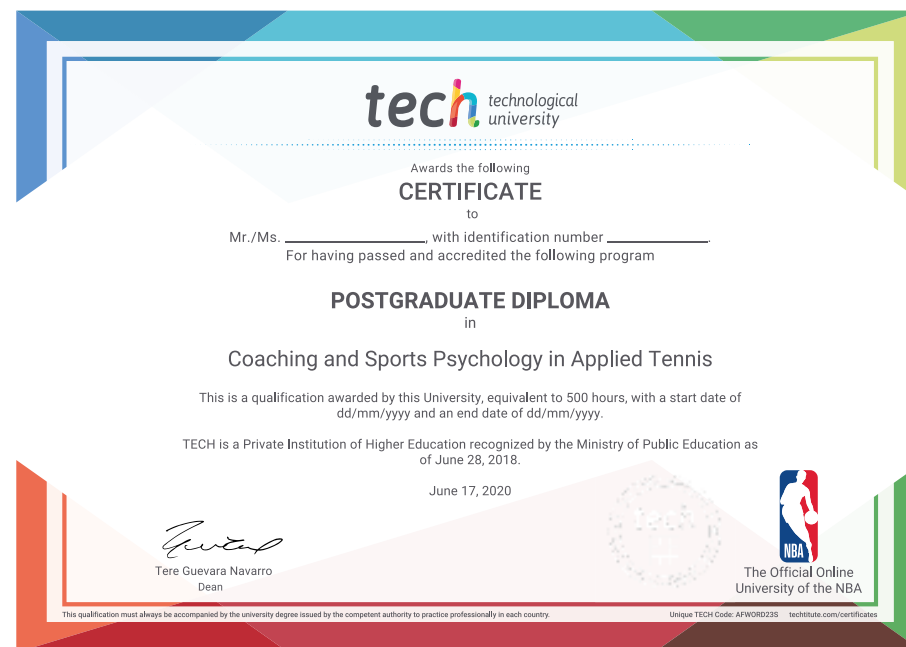 tech technological
university
Awards the following
CERTIFICATE
to
Mr./Ms. ____________________, with identification number ______________.
For having passed and accredited the following program
POSTGRADUATE DIPLOMA
in
Coaching and Sports Psychology in Applied Tennis
This is a qualification awarded by this University, equivalent to 500 hours, with a start date of
dd/mm/yyyy and an end date of dd/mm/yyyy.
TECH is a Private Institution of Higher Education recognized by the Ministry of Public Education as
of June 28, 2018.
June 17, 2020
tech
Tere Guevara Navarro
Dean
NBA
The Official Online
University of the NBA
This qualification must always be accompanied by the university degree issued by the competent authority to practice professionally in each country.
Unique TECH Code: AFWORD23S techtitute.com/certificates